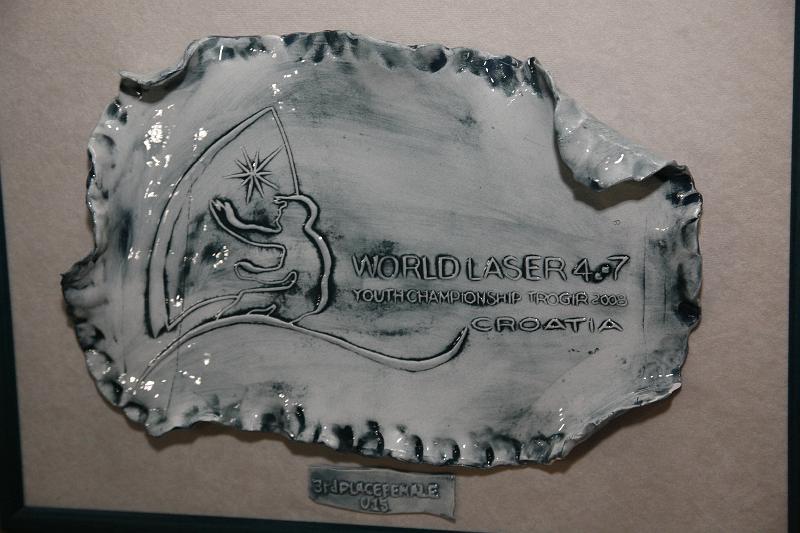 WORLD LASER 4.7
YOUTH CHAMPIONSHIP TROGIR 2008
CROATIA
3rd PLACE FEMALE
U15